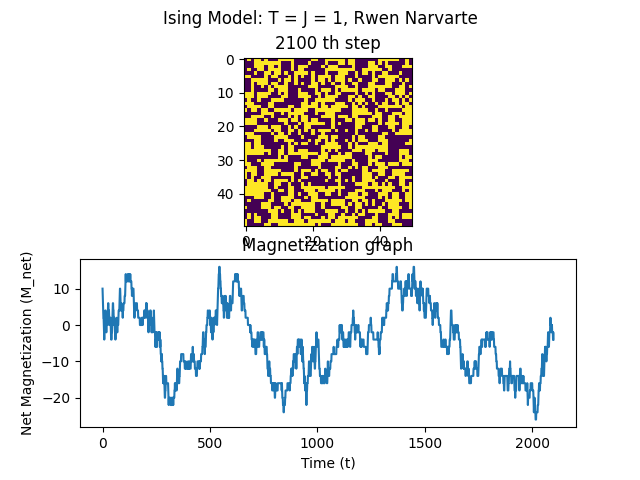 Ising Model: T = J = 1, Rwen Narvarte
2100 th step
0
10
20
30
40
0 20 40
Magnetization graph
Net Magnetization (M_net)
10
0
−10
−20
0 500 1000 1500 2000
Time (t)